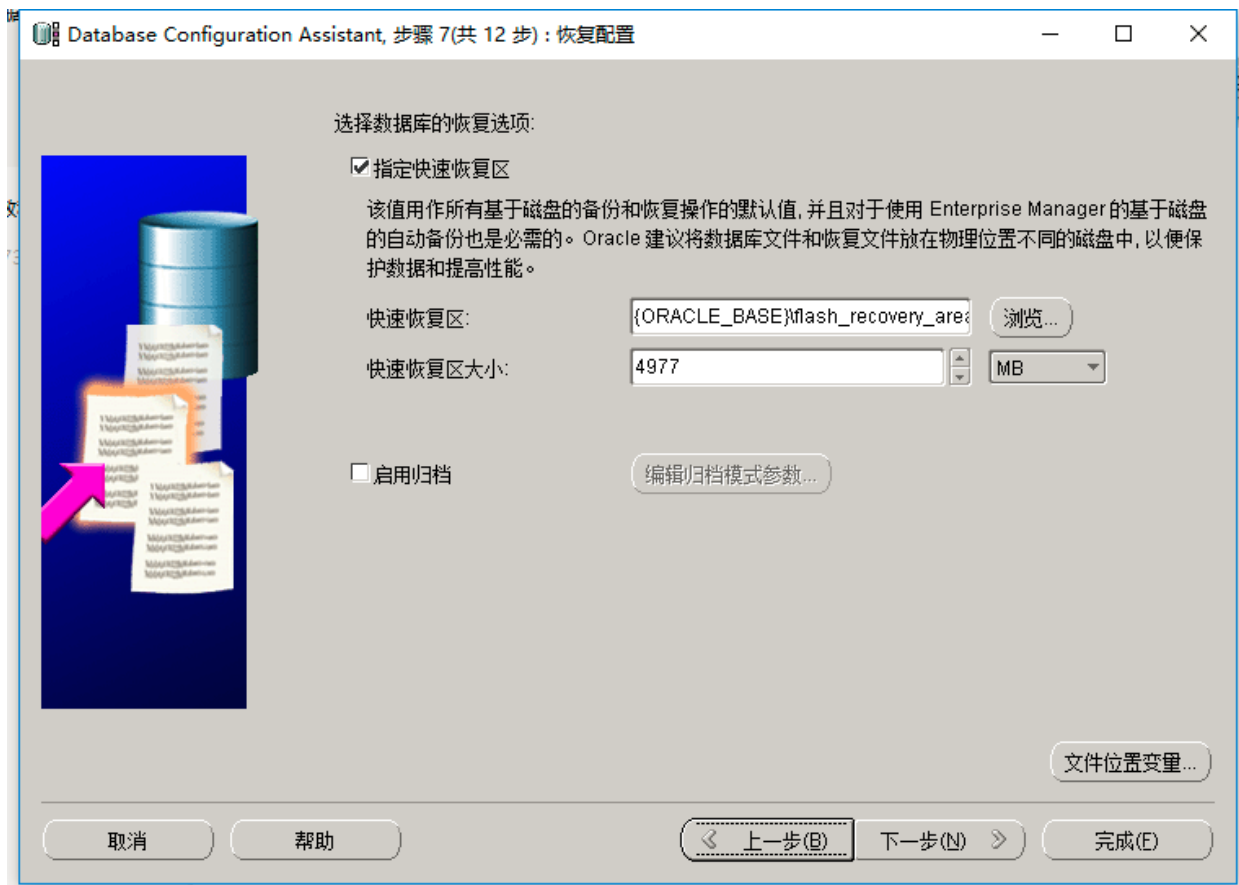 Database Configuration Assistant, 步骤 7(共 12 步) : 恢复配置
选择数据库的恢复选项:
指定快速恢复区
该值用作所有基于磁盘的备份和恢复操作的默认值, 并且对于使用 Enterprise Manager 的基于磁盘
的自动备份也是必需的。Oracle 建议将数据库文件和恢复文件放在物理位置不同的磁盘中, 以便保
护数据和提高性能。
快速恢复区: {ORACLE_BASE}\flash_recovery_area 浏览...
快速恢复区大小: 4977 MB
启用归档 编辑归档模式参数...
文件位置变量...
取消 帮助 上一步(B) 下一步(N) 完成(F)